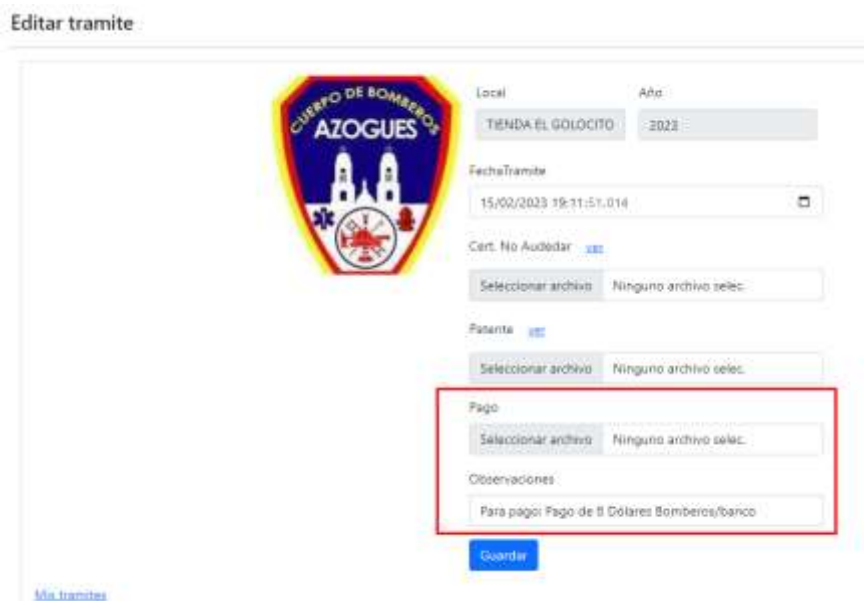 Editar tramite
CUERPO DE BOMBEROS
AZOGUES
Local Año
TIENDA EL GOLOCITO 2023
FechaTramite
15/02/2023 19:11:51.014
Cert. No Audedar ver
Seleccionar archivo Ninguno archivo selec.
Patente ver
Seleccionar archivo Ninguno archivo selec.
Pago
Seleccionar archivo Ninguno archivo selec.
Observaciones
Para pago: Pago de Dólares Bomberos/banco
Guardar
Mis tramites